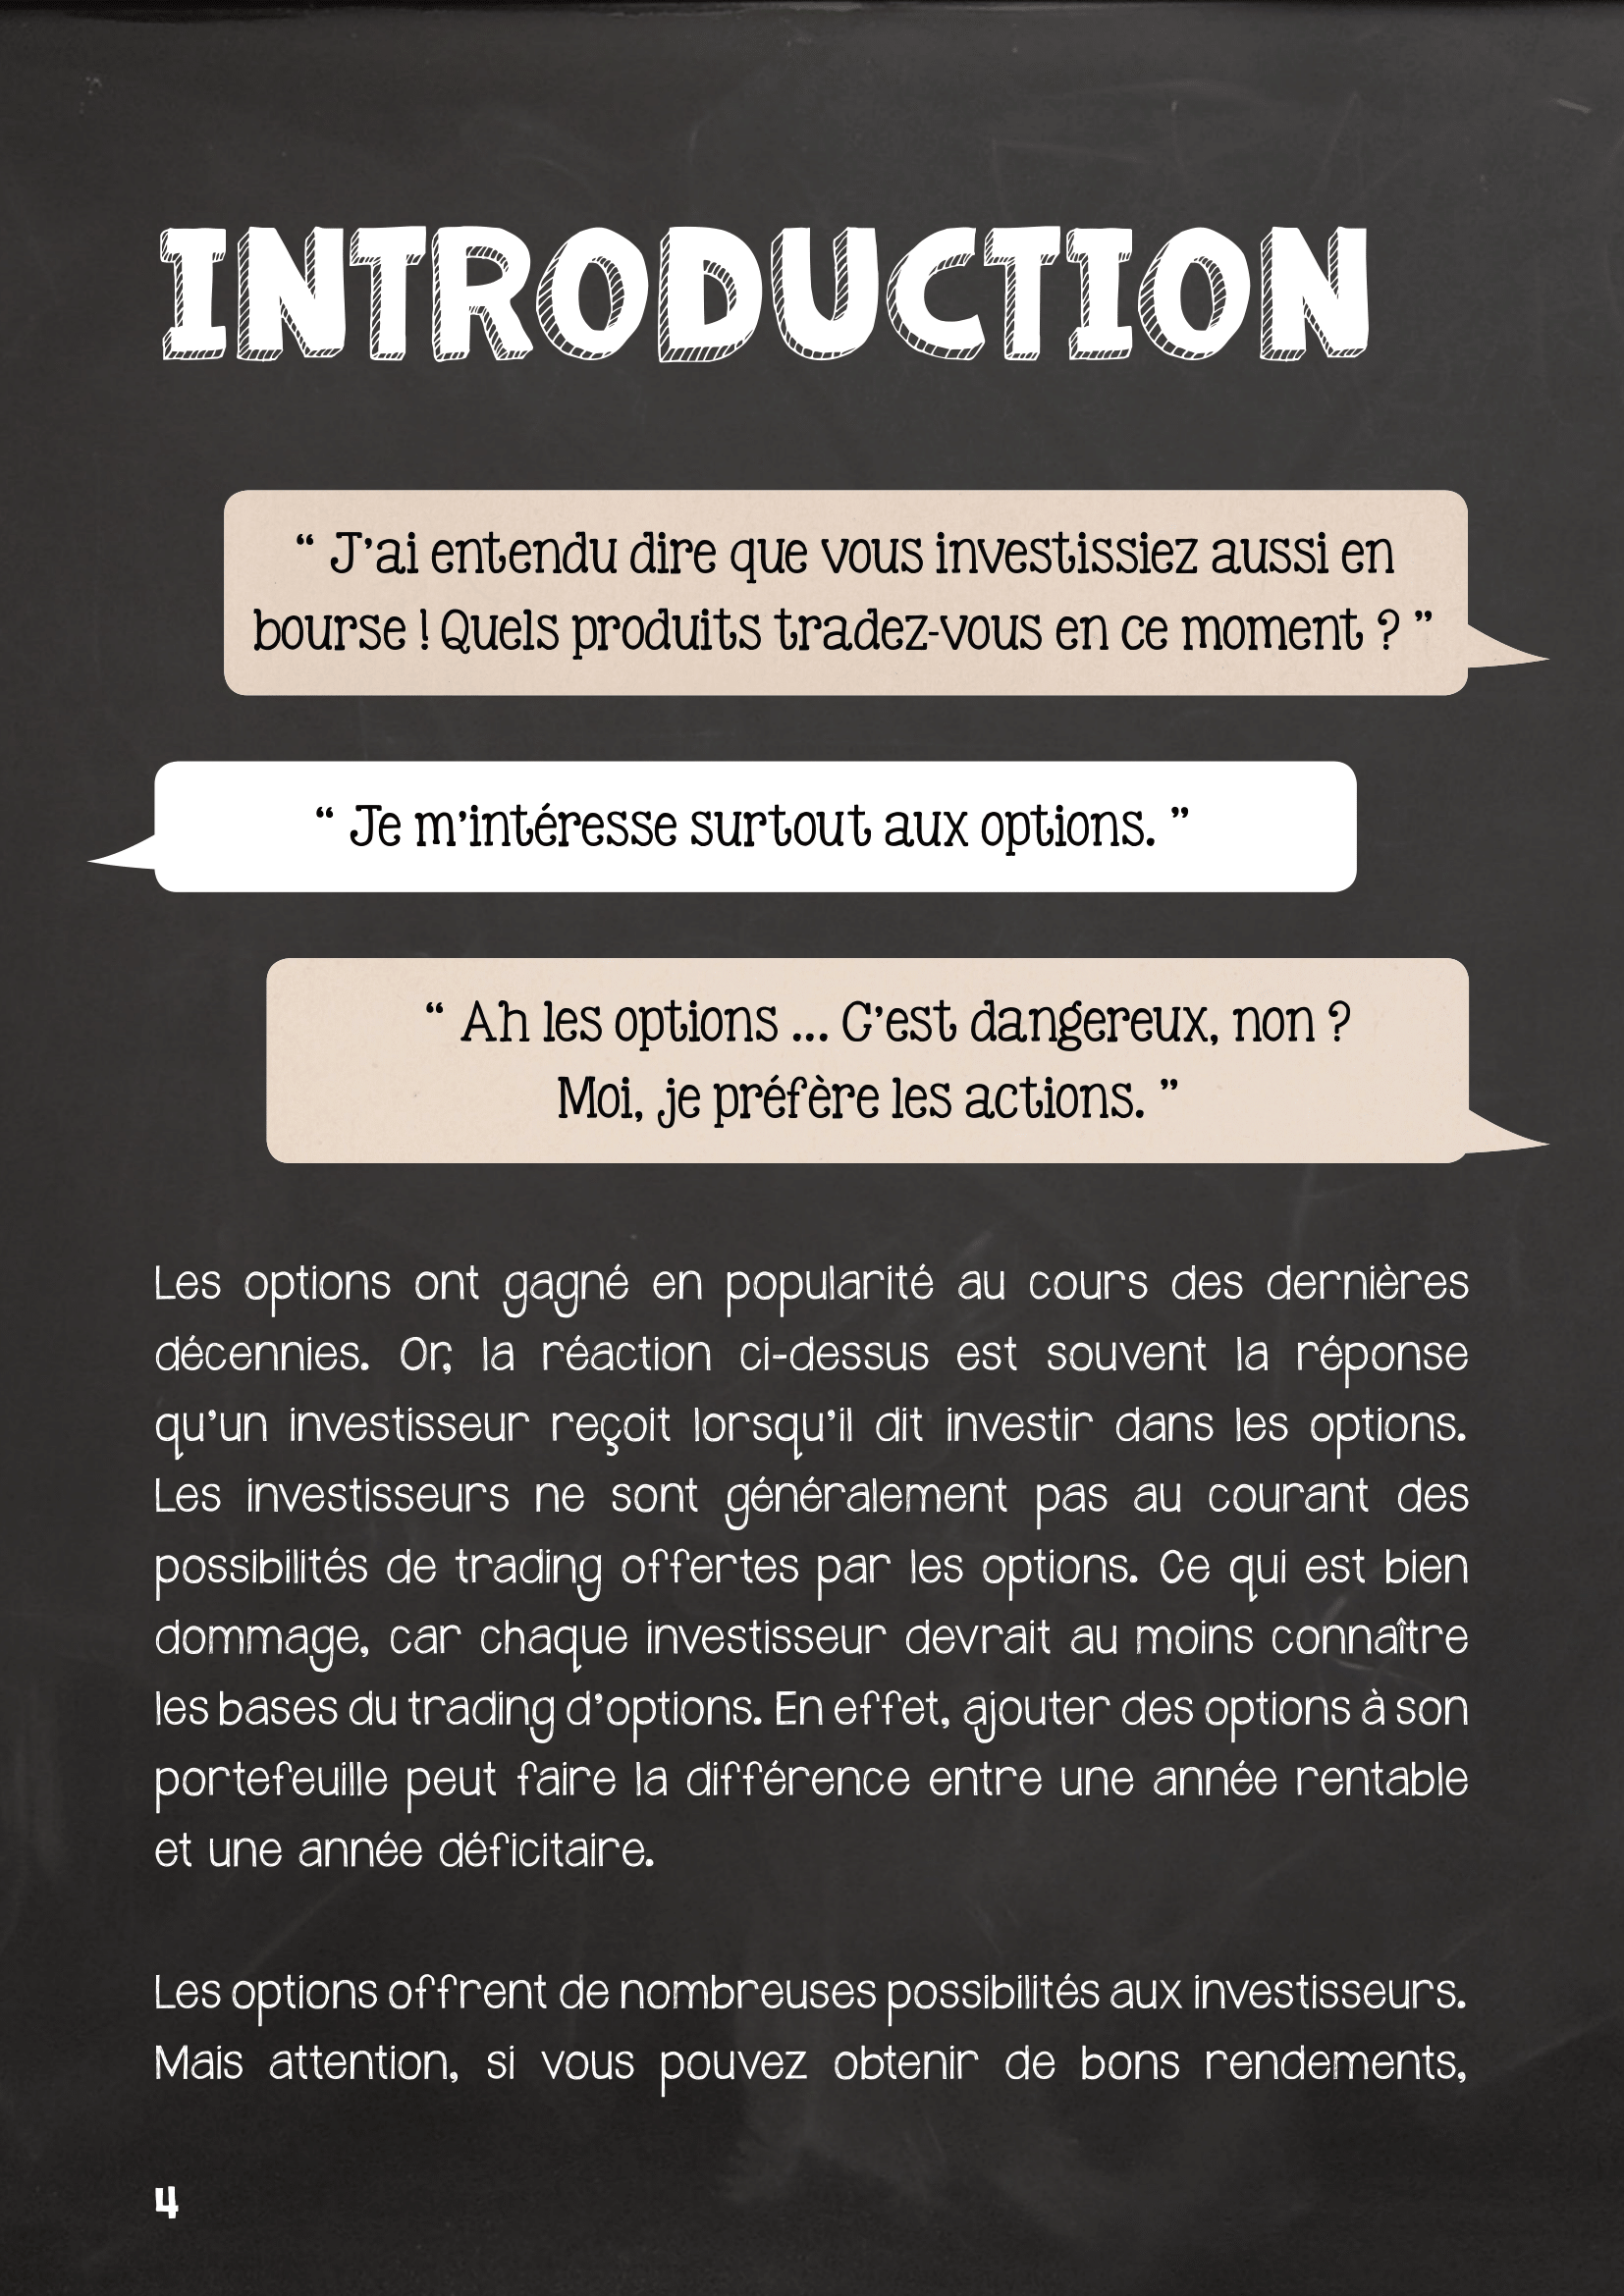 INTRODUCTION
“ J’ai entendu dire que vous investissiez aussi en
bourse ! Quels produits tradez-vous en ce moment ? ”
“ Je m’intéresse surtout aux options. ”
“ Ah les options ... C’est dangereux, non ?
Moi, je préfère les actions. ”
Les options ont gagné en popularité au cours des dernières
décennies. Or, la réaction ci-dessus est souvent la réponse
qu’un investisseur reçoit lorsqu’il dit investir dans les options.
Les investisseurs ne sont généralement pas au courant des
possibilités de trading offertes par les options. Ce qui est bien
dommage, car chaque investisseur devrait au moins connaître
les bases du trading d’options. En effet, ajouter des options à son
portefeuille peut faire la différence entre une année rentable
et une année déficitaire.
Les options offrent de nombreuses possibilités aux investisseurs.
Mais attention, si vous pouvez obtenir de bons rendements,
4